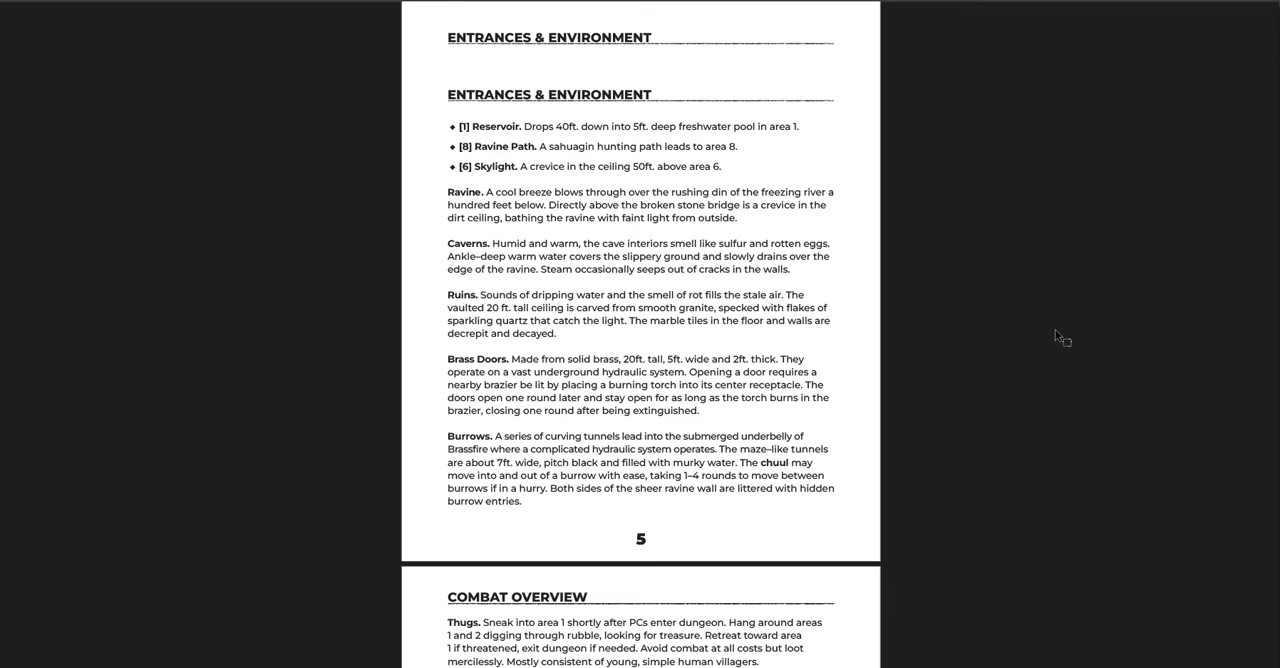 ENTRANCES & ENVIRONMENT
ENTRANCES & ENVIRONMENT
◆ [1] Reservoir. Drops 40ft. down into 5ft. deep freshwater pool in area 1.
◆ [8] Ravine Path. A sahuagin hunting path leads to area 8.
◆ [6] Skylight. A crevice in the ceiling 50ft. above area 6.
Ravine. A cool breeze blows through over the rushing din of the freezing river a
hundred feet below. Directly above the broken stone bridge is a crevice in the
dirt ceiling, bathing the ravine with faint light from outside.
Caverns. Humid and warm, the cave interiors smell like sulfur and rotten eggs.
Ankle–deep warm water covers the slippery ground and slowly drains over the
edge of the ravine. Steam occasionally seeps out of cracks in the walls.
Ruins. Sounds of dripping water and the smell of rot fills the stale air. The
vaulted 20 ft. tall ceiling is carved from smooth granite, specked with flakes of
sparkling quartz that catch the light. The marble tiles in the floor and walls are
decrepit and decayed.
Brass Doors. Made from solid brass, 20ft. tall, 5ft. wide and 2ft. thick. They
operate on a vast underground hydraulic system. Opening a door requires a
nearby brazier be lit by placing a burning torch into its center receptacle. The
doors open one round later and stay open for as long as the torch burns in the
brazier, closing one round after being extinguished.
Burrows. A series of curving tunnels lead into the submerged underbelly of
Brassfire where a complicated hydraulic system operates. The maze–like tunnels
are about 7ft. wide, pitch black and filled with murky water. The chuul may
move into and out of a burrow with ease, taking 1–4 rounds to move between
burrows if in a hurry. Both sides of the sheer ravine wall are littered with hidden
burrow entries.
5
COMBAT OVERVIEW
Thugs. Sneak into area 1 shortly after PCs enter dungeon. Hang around areas
1 and 2 digging through rubble, looking for treasure. Retreat toward area
1 if threatened, exit dungeon if needed. Avoid combat at all costs but loot
mercilessly. Mostly consistent of young, simple human villagers.